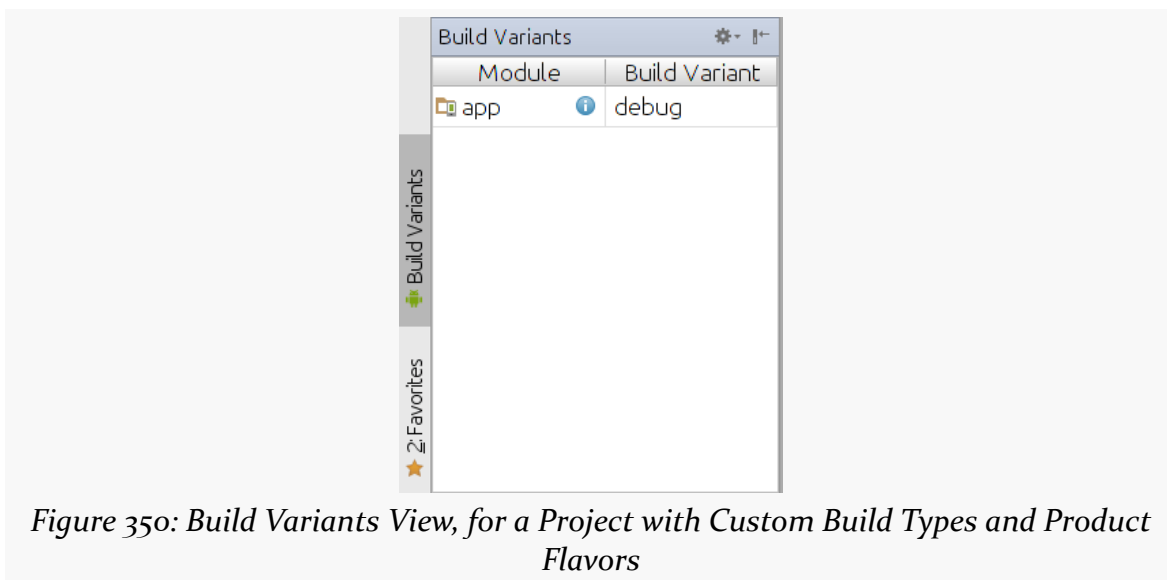 Build Variants
Module Build Variant
app debug
Build Variants
2: Favorites
Figure 350: Build Variants View, for a Project with Custom Build Types and Product
Flavors